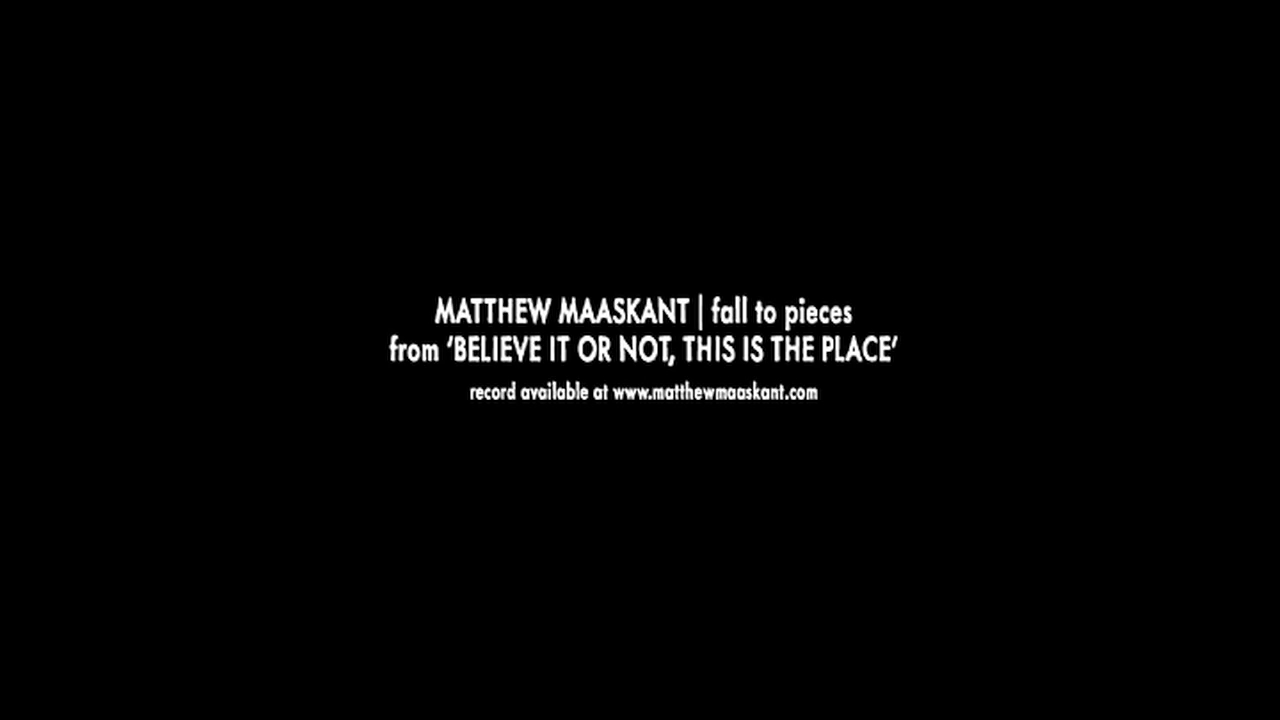 MATTHEW MAASKANT | fall to pieces
from ‘BELIEVE IT OR NOT, THIS IS THE PLACE’
record available at www.matthewmaaskant.com